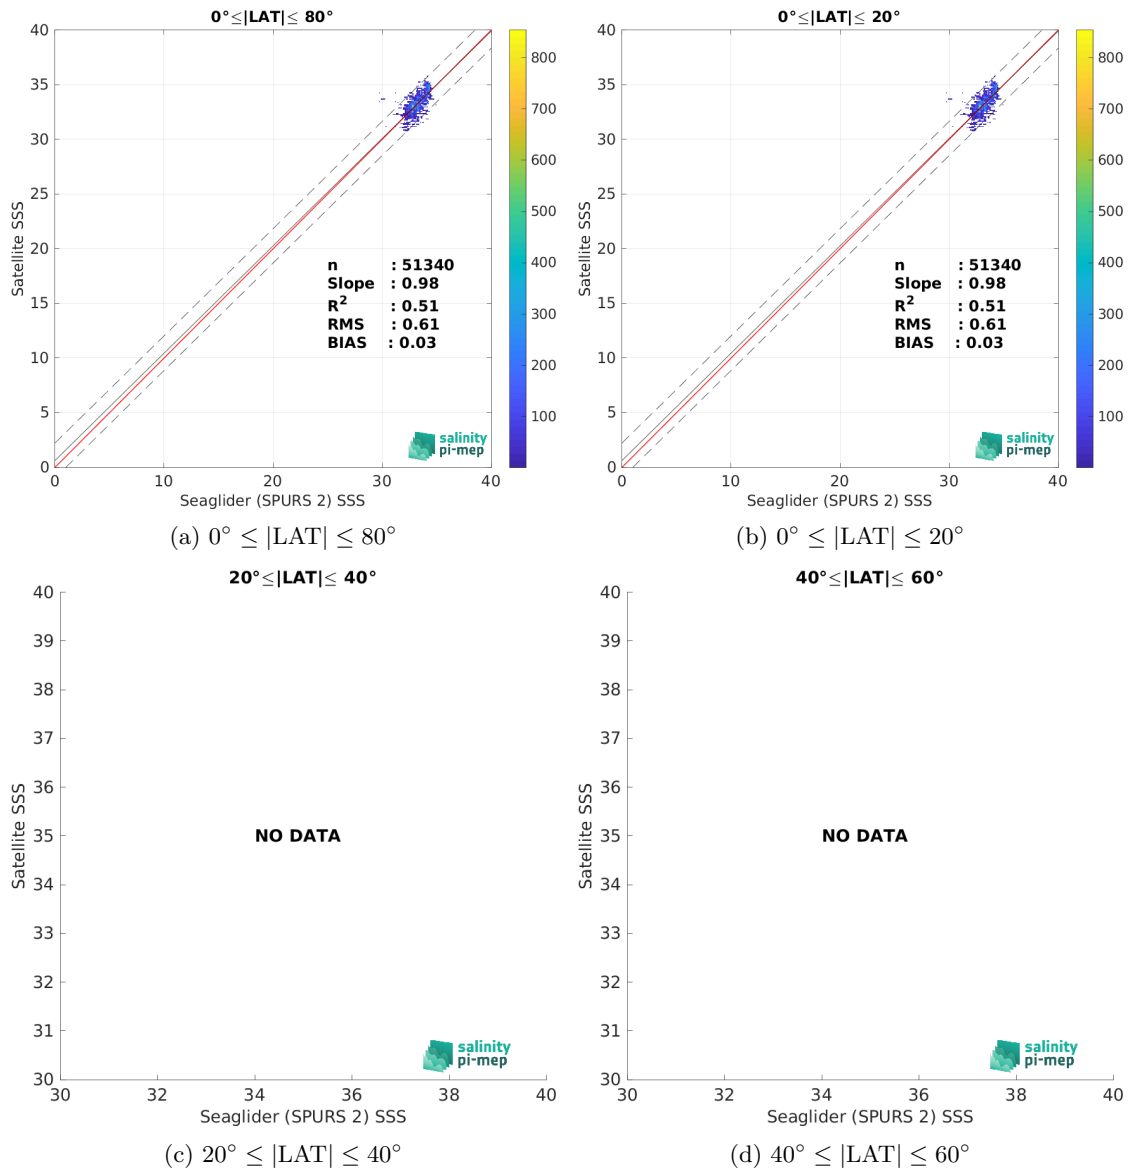 0°≤|LAT|≤ 80°
40
35
30
25
20
15
10
5
0
Satellite SSS
n : 51340
Slope : 0.98
R² : 0.51
RMS : 0.61
BIAS : 0.03
salinity
pi-mep
0 10 20 30 40
Seaglider (SPURS 2) SSS
800
700
600
500
400
300
200
100
(a) 0° ≤ |LAT| ≤ 80°
0°≤|LAT|≤ 20°
40
35
30
25
20
15
10
5
0
Satellite SSS
n : 51340
Slope : 0.98
R² : 0.51
RMS : 0.61
BIAS : 0.03
salinity
pi-mep
0 10 20 30 40
Seaglider (SPURS 2) SSS
800
700
600
500
400
300
200
100
(b) 0° ≤ |LAT| ≤ 20°
20°≤|LAT|≤ 40°
40
39
38
37
36
35
34
33
32
31
30
Satellite SSS
NO DATA
salinity
pi-mep
30 32 34 36 38 40
Seaglider (SPURS 2) SSS
(c) 20° ≤ |LAT| ≤ 40°
40°≤|LAT|≤ 60°
40
39
38
37
36
35
34
33
32
31
30
Satellite SSS
NO DATA
salinity
pi-mep
30 32 34 36 38 40
Seaglider (SPURS 2) SSS
(d) 40° ≤ |LAT| ≤ 60°